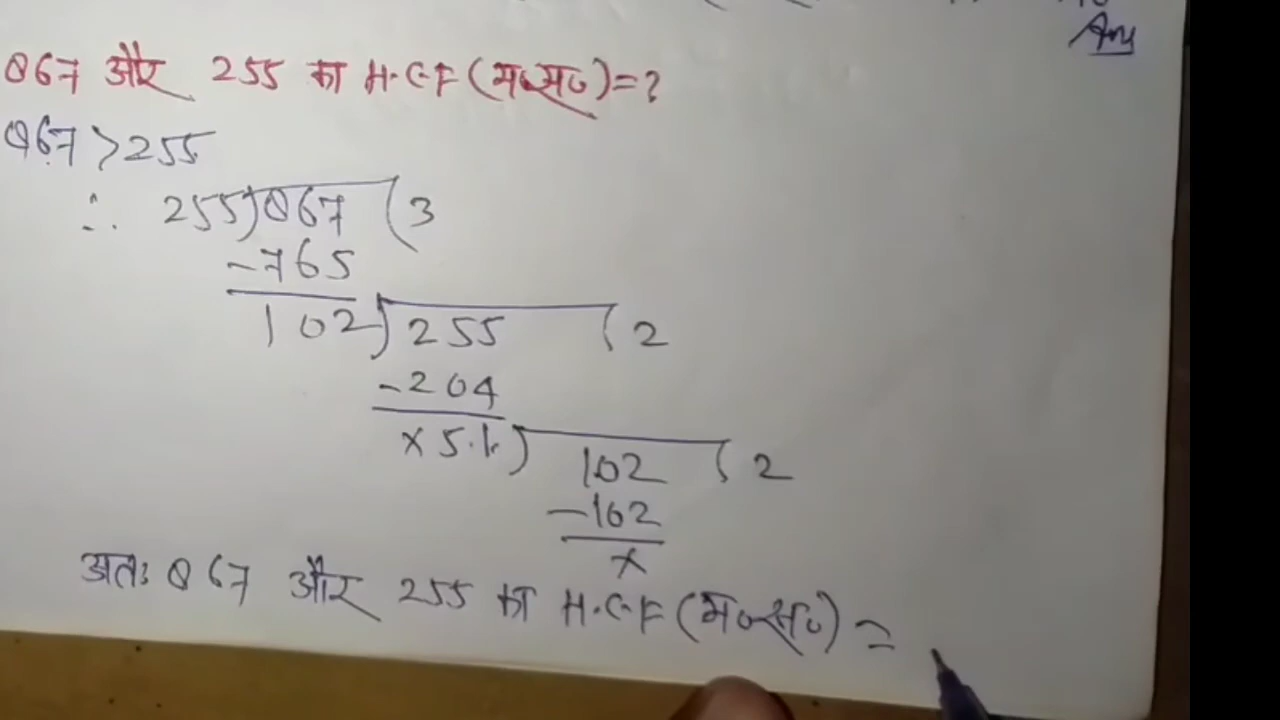 Ans
867 और 255 का H.C.F (म०स०) = ?
867 > 255
∴ 255) 867 ( 3
- 765
102) 255 ( 2
- 204
× 51) 102 ( 2
- 102
×
अतः 867 और 255 का H.C.F (म०स०) =